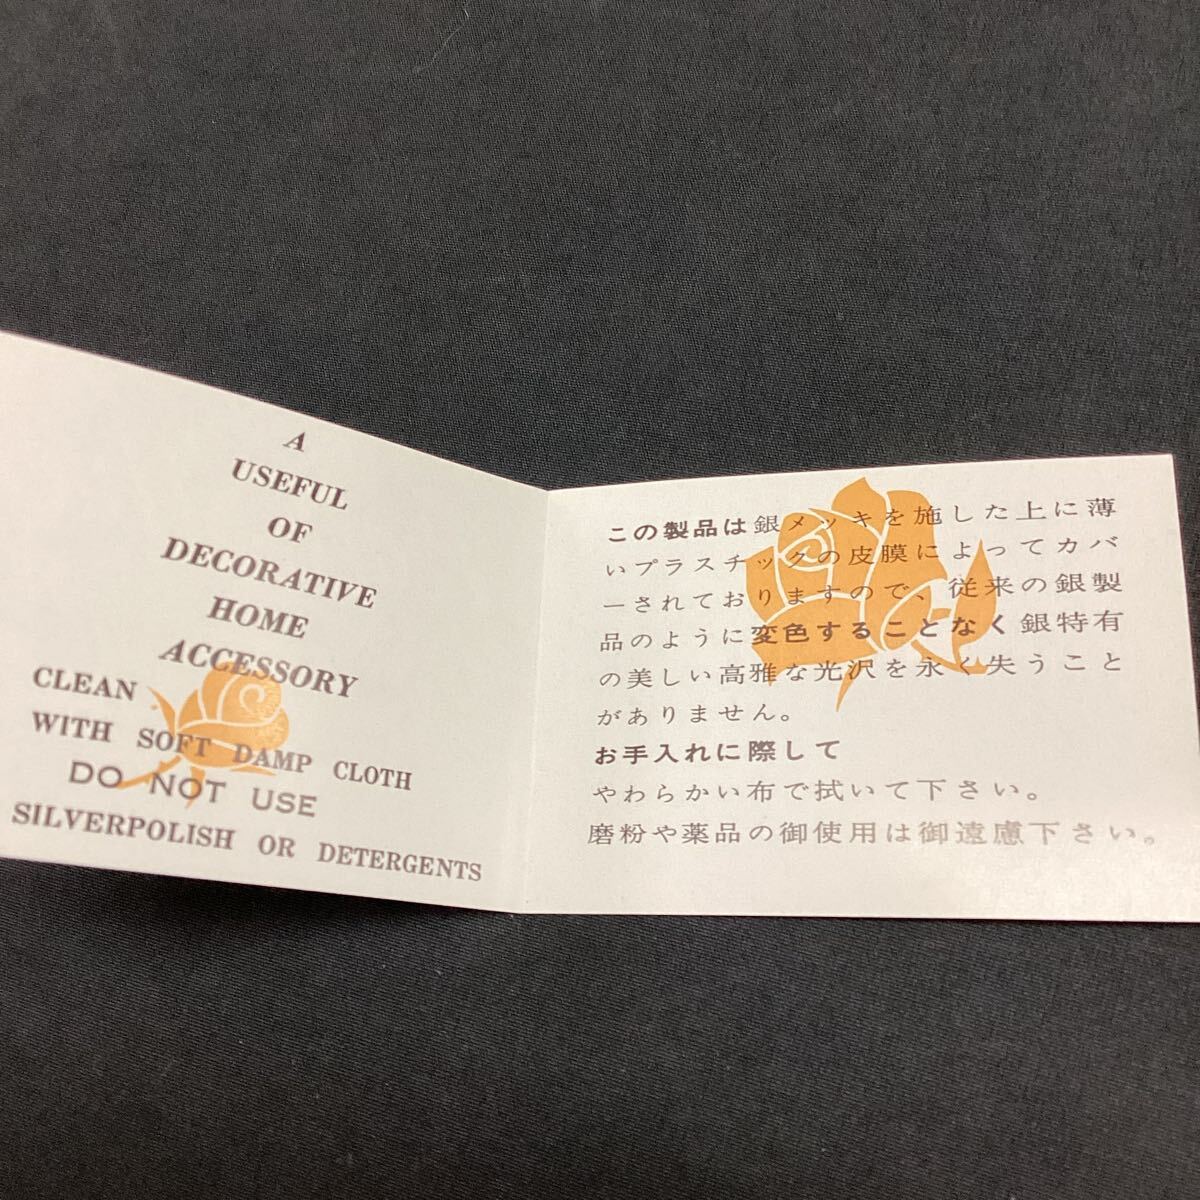 A
USEFUL
OF
DECORATIVE
HOME
ACCESSORY
CLEAN
WITH SOFT DAMP CLOTH
DO NOT USE
SILVERPOLISH OR DETERGENTS
この製品は銀メッキを施した上に薄
いプラスチックの皮膜によってカバ
ーされておりますので、従来の銀製
品のように変色することなく銀特有
の美しい高雅な光沢を永く失うこと
がありません。
お手入れに際して
やわらかい布で拭いて下さい。
磨粉や薬品の御使用は御遠慮下さい。